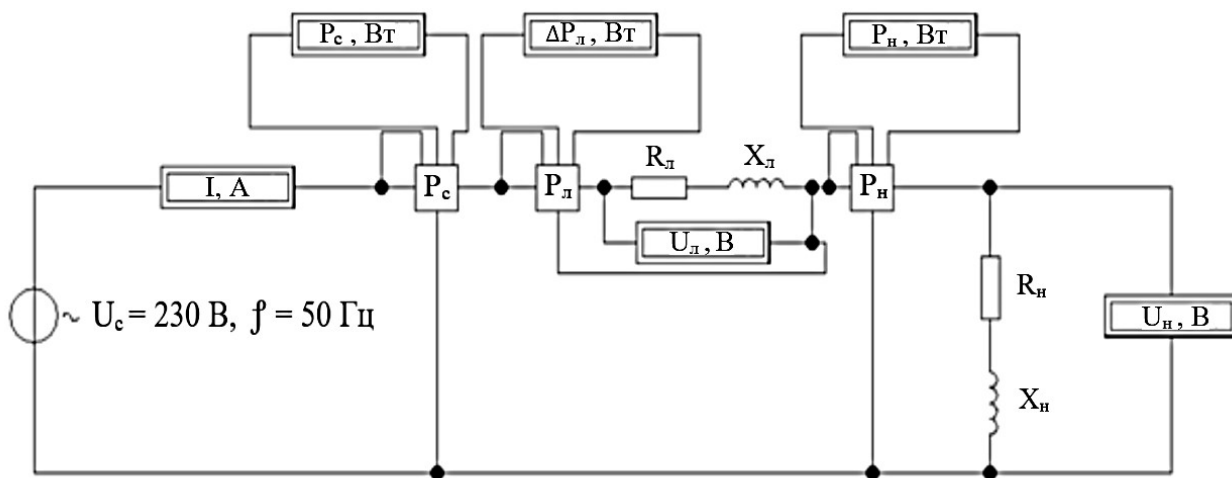 Pс , Вт
ΔPл , Вт
Pн , Вт
I, А
Pс
Pл
Rл
Xл
Pн
Uл , В
Rн
Uн , В
~ Uс = 230 В, f = 50 Гц
Xн